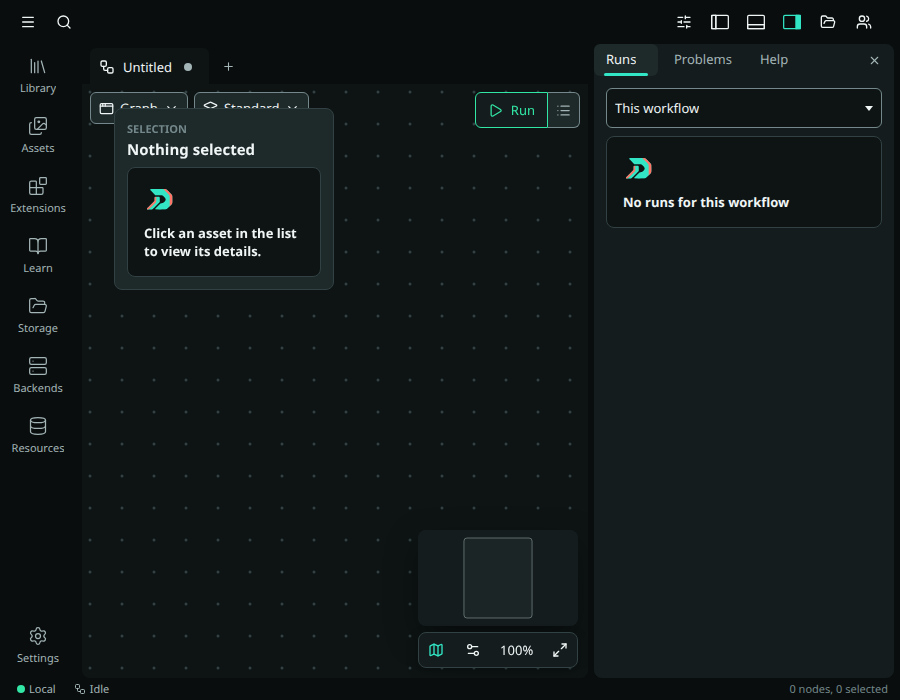 Untitled
Library
Assets
Extensions
Learn
Storage
Backends
Resources
Settings
Graph
Standard
Run
SELECTION
Nothing selected
Click an asset in the list
to view its details.
100%
Runs
Problems
Help
This workflow
No runs for this workflow
Local
Idle
0 nodes, 0 selected